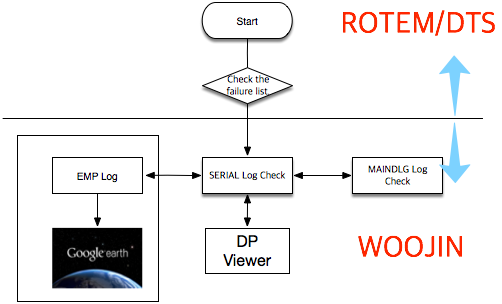 Start
ROTEM/DTS
Check the
failure list.
EMP Log
SERIAL Log Check
MAINDLG Log
Check
Google earth
DP
Viewer
WOOJIN